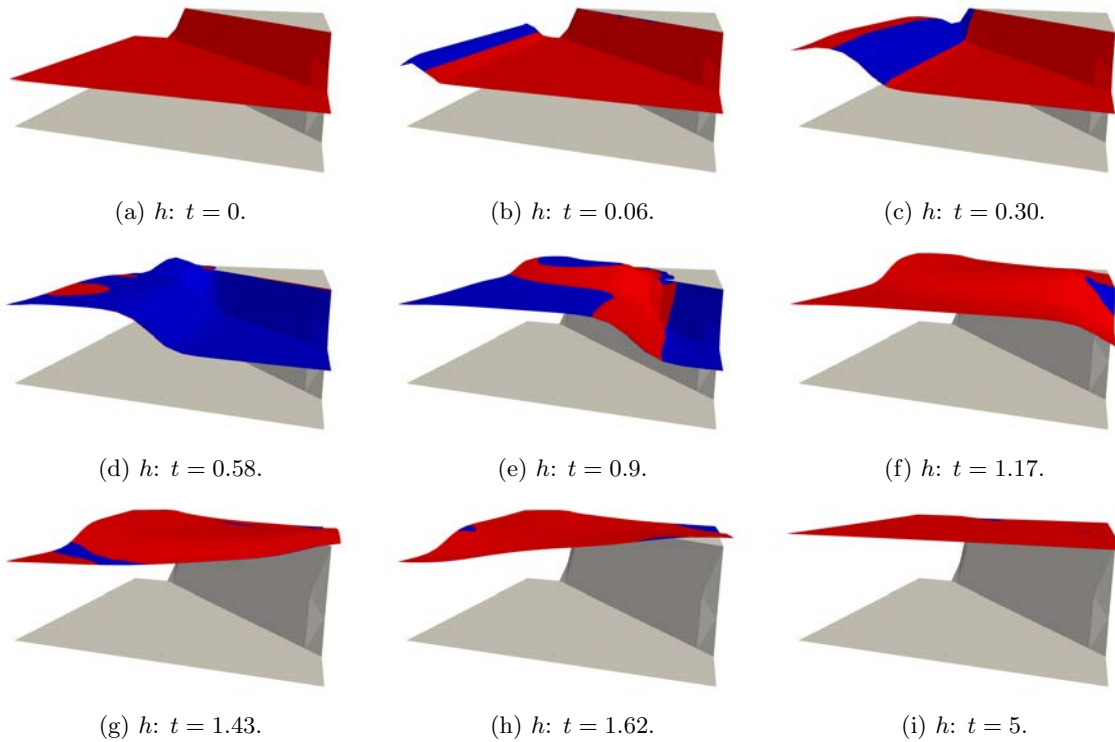 (a) h: t = 0.
(b) h: t = 0.06.
(c) h: t = 0.30.
(d) h: t = 0.58.
(e) h: t = 0.9.
(f) h: t = 1.17.
(g) h: t = 1.43.
(h) h: t = 1.62.
(i) h: t = 5.